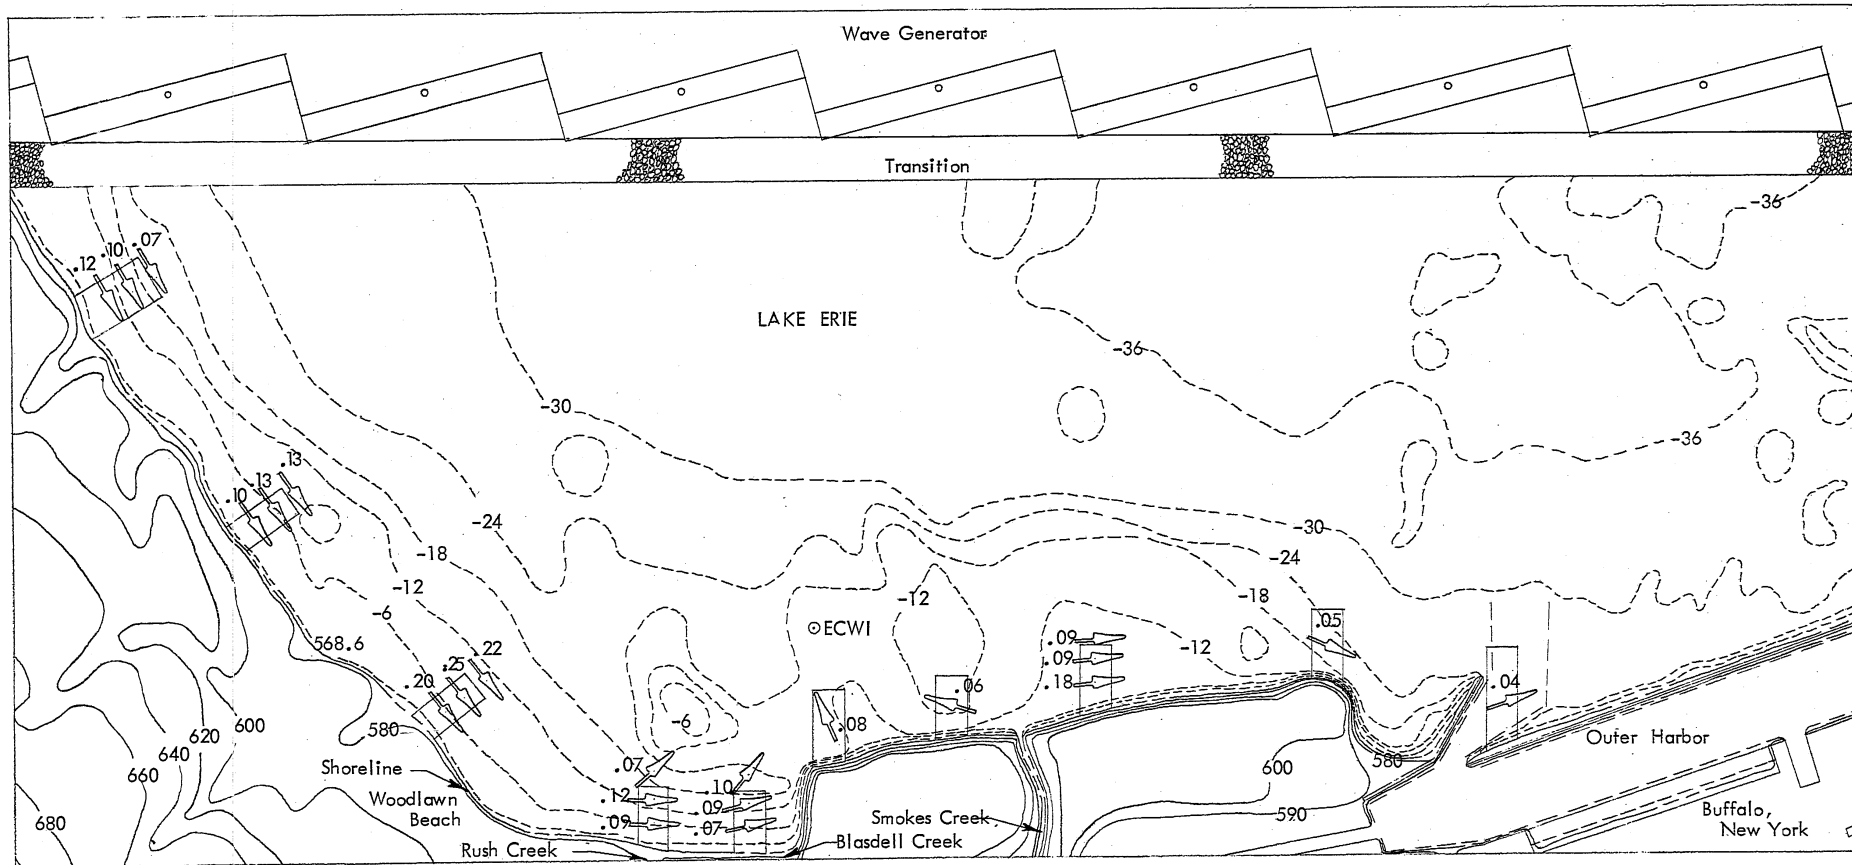 Wave Generator
Transition
-36
.12 .10 .07
LAKE ERIE
-36
-30
-36
.10 .13 .13
-24
-30
-18
-24
-12
-12
-18
-6
ECWI
.05
568.6
.09
-12
.20 .25 .22
.09
.18
.06
.04
-6
.08
580
600
620
640
660
Outer Harbor
580
600
Shoreline
.07
Woodlawn
Beach
.12
.10
.09
.09
.07
Smokes Creek
590
Buffalo,
New York
680
Rush Creek
Blasdell Creek